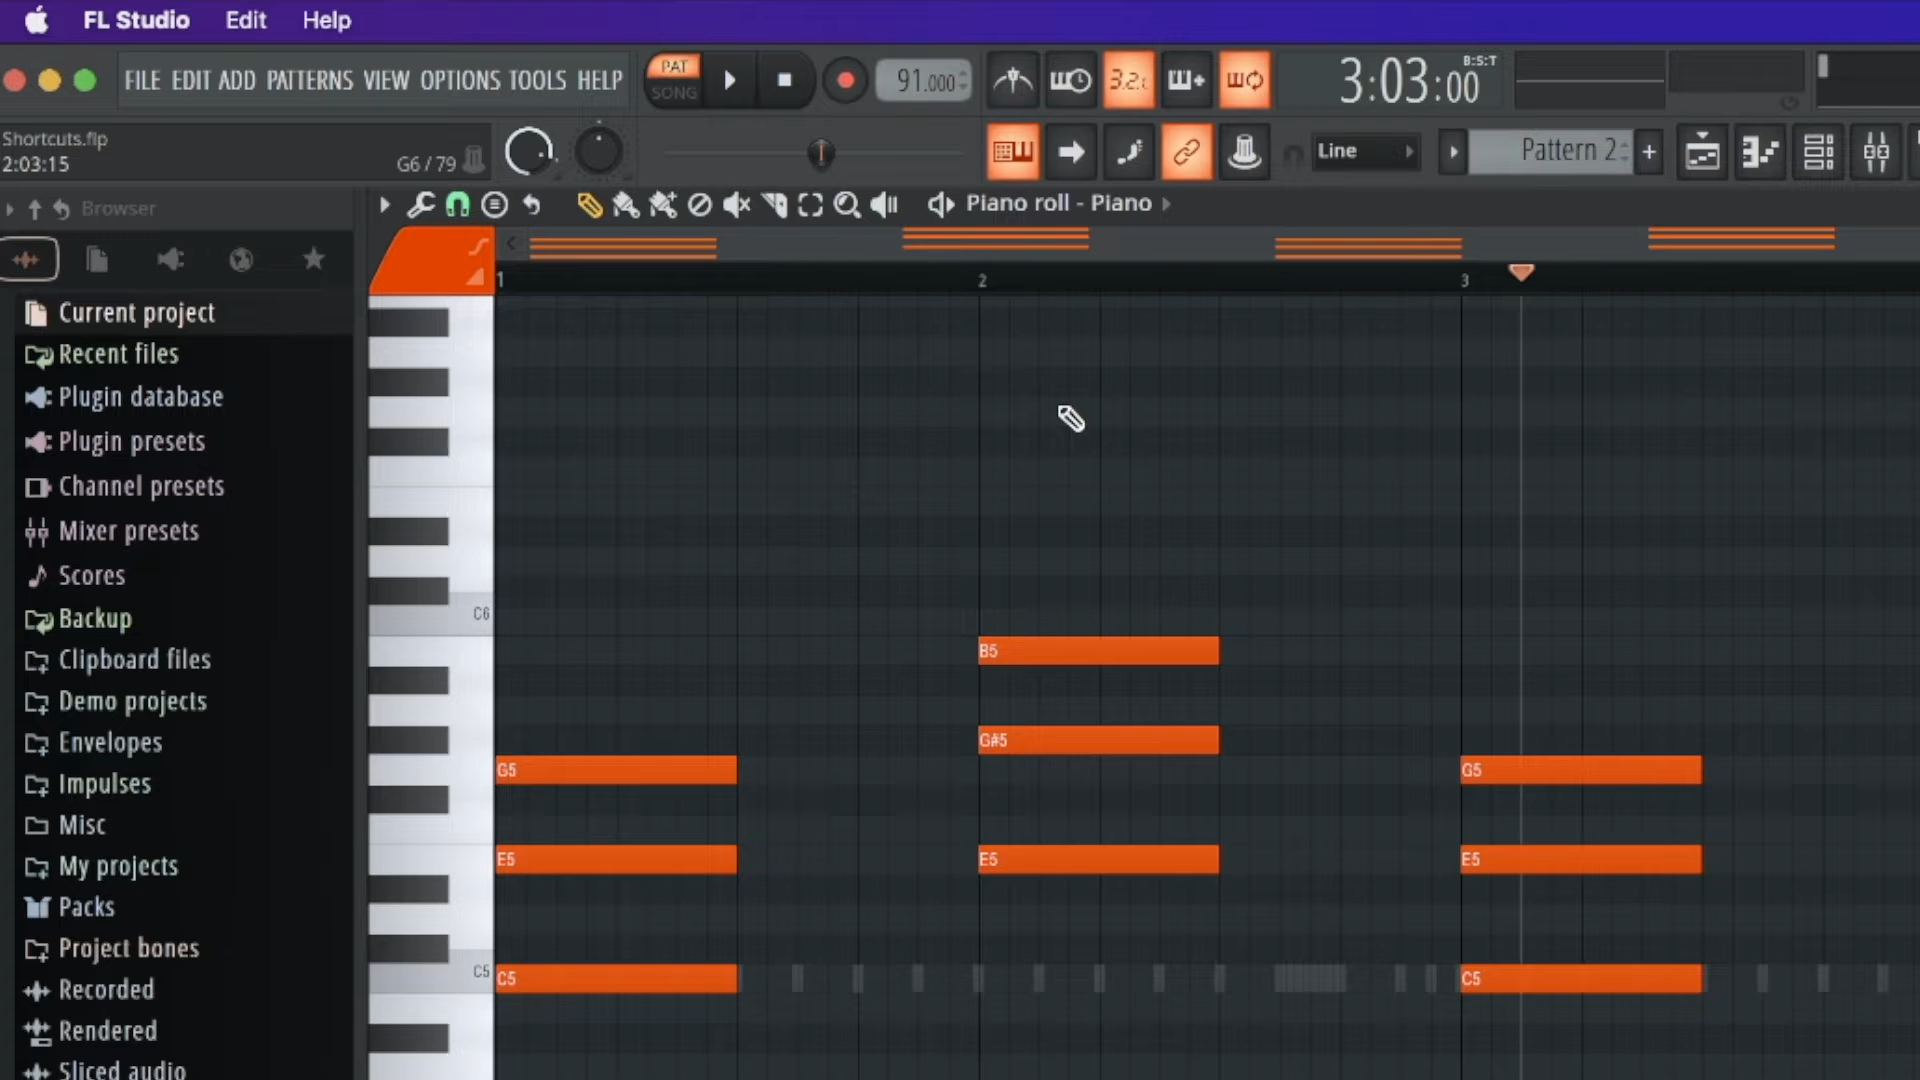 FL Studio Edit Help
FILE EDIT ADD PATTERNS VIEW OPTIONS TOOLS HELP
PAT
SONG
91.000
3:03:00
B:S:T
Shortcuts.flp
2:03:15
G6 / 79
Line
Pattern 2
Browser
Piano roll - Piano
1 2 3
Current project
Recent files
Plugin database
Plugin presets
Channel presets
Mixer presets
Scores
Backup
Clipboard files
Demo projects
Envelopes
Impulses
Misc
My projects
Packs
Project bones
Recorded
Rendered
Sliced audio
C6
B5
G#5
G5 G5
E5 E5 E5
C5 C5 C5